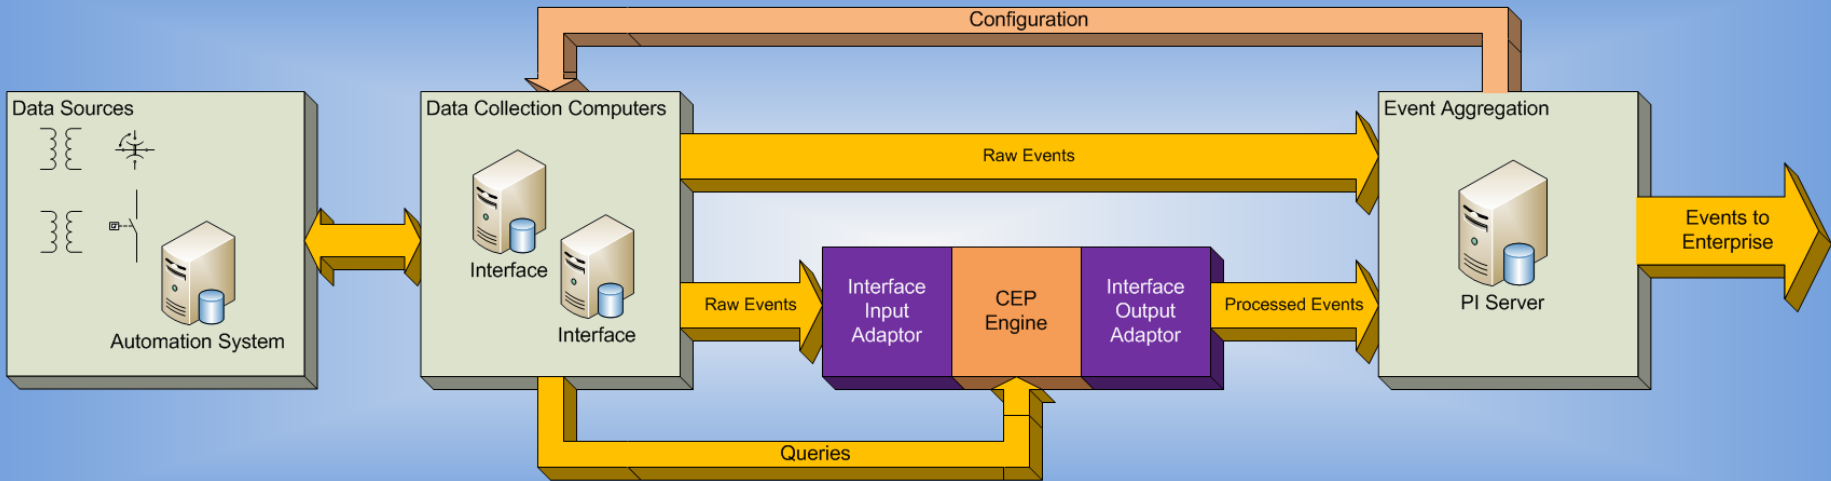 Configuration
Data Sources
Automation System
Data Collection Computers
Interface
Interface
Raw Events
Raw Events
Interface
Input
Adaptor
CEP
Engine
Interface
Output
Adaptor
Processed Events
Queries
Event Aggregation
PI Server
Events to
Enterprise